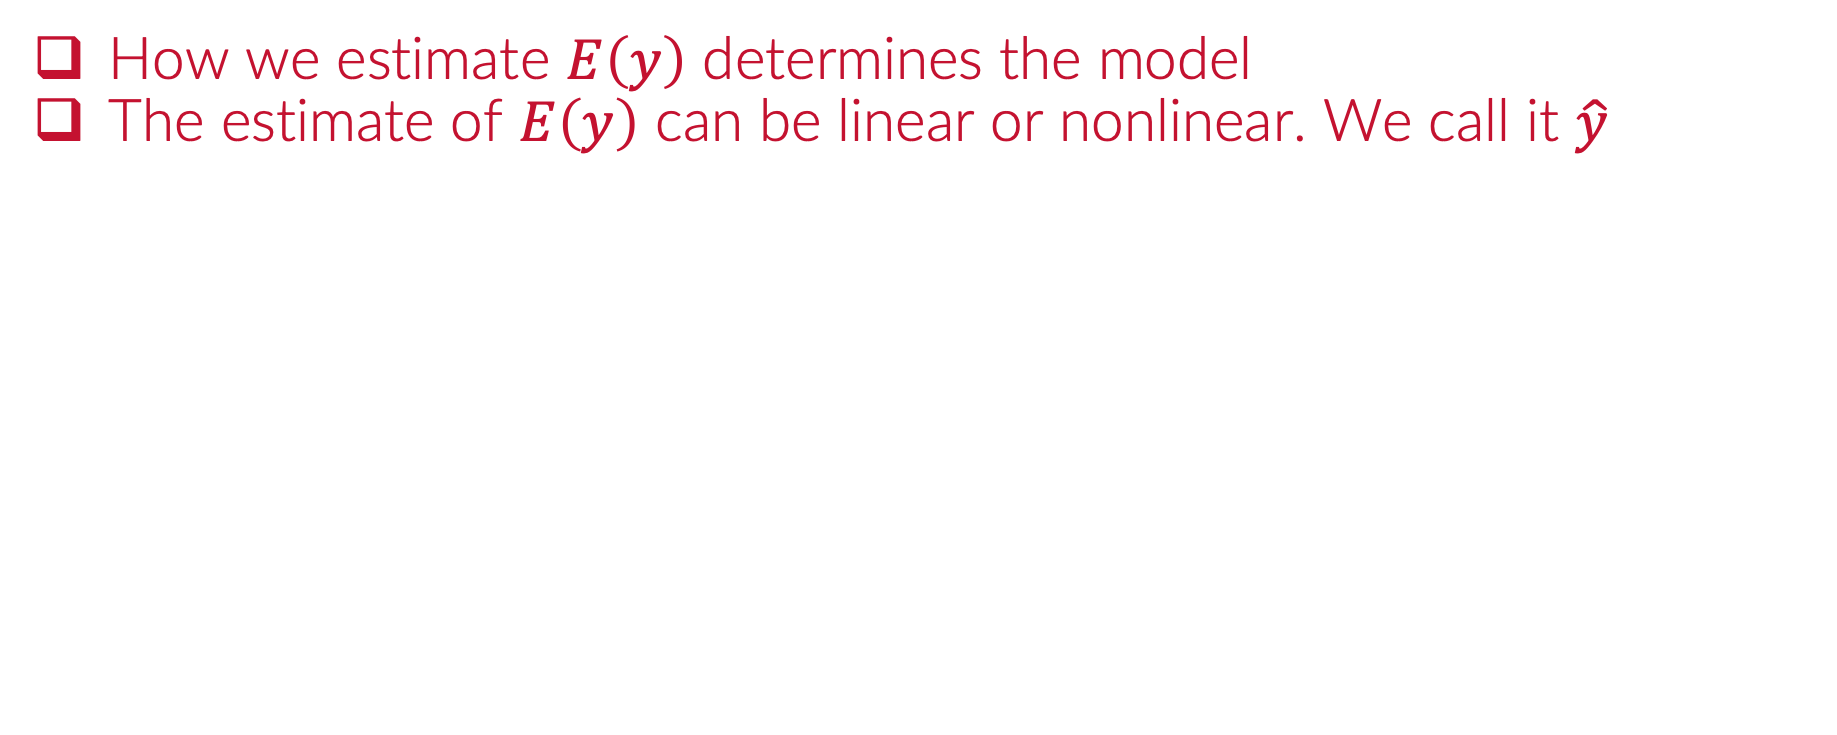 ❑ How we estimate E(y) determines the model
❑ The estimate of E(y) can be linear or nonlinear. We call it ŷ